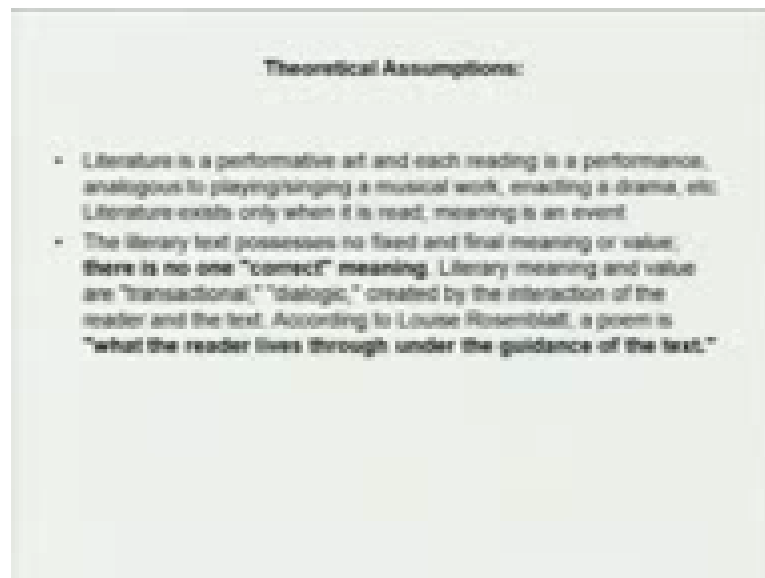 Theoretical Assumptions:
• Literature is a performative art and each reading is a performance,
analogous to playing/singing a musical work, enacting a drama, etc.
Literature exists only when it is read; meaning is an event.
• The literary text possesses no fixed and final meaning or value;
there is no one "correct" meaning. Literary meaning and value
are "transactional," "dialogic," created by the interaction of the
reader and the text. According to Louise Rosenblatt, a poem is
"what the reader lives through under the guidance of the text."